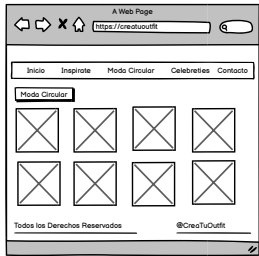 A Web Page
https://creatuoutfit
Inicio Inspirate Moda Circular Celebreties Contacto
Moda Circular
Todos los Derechos Reservados @CreaTuOutfit